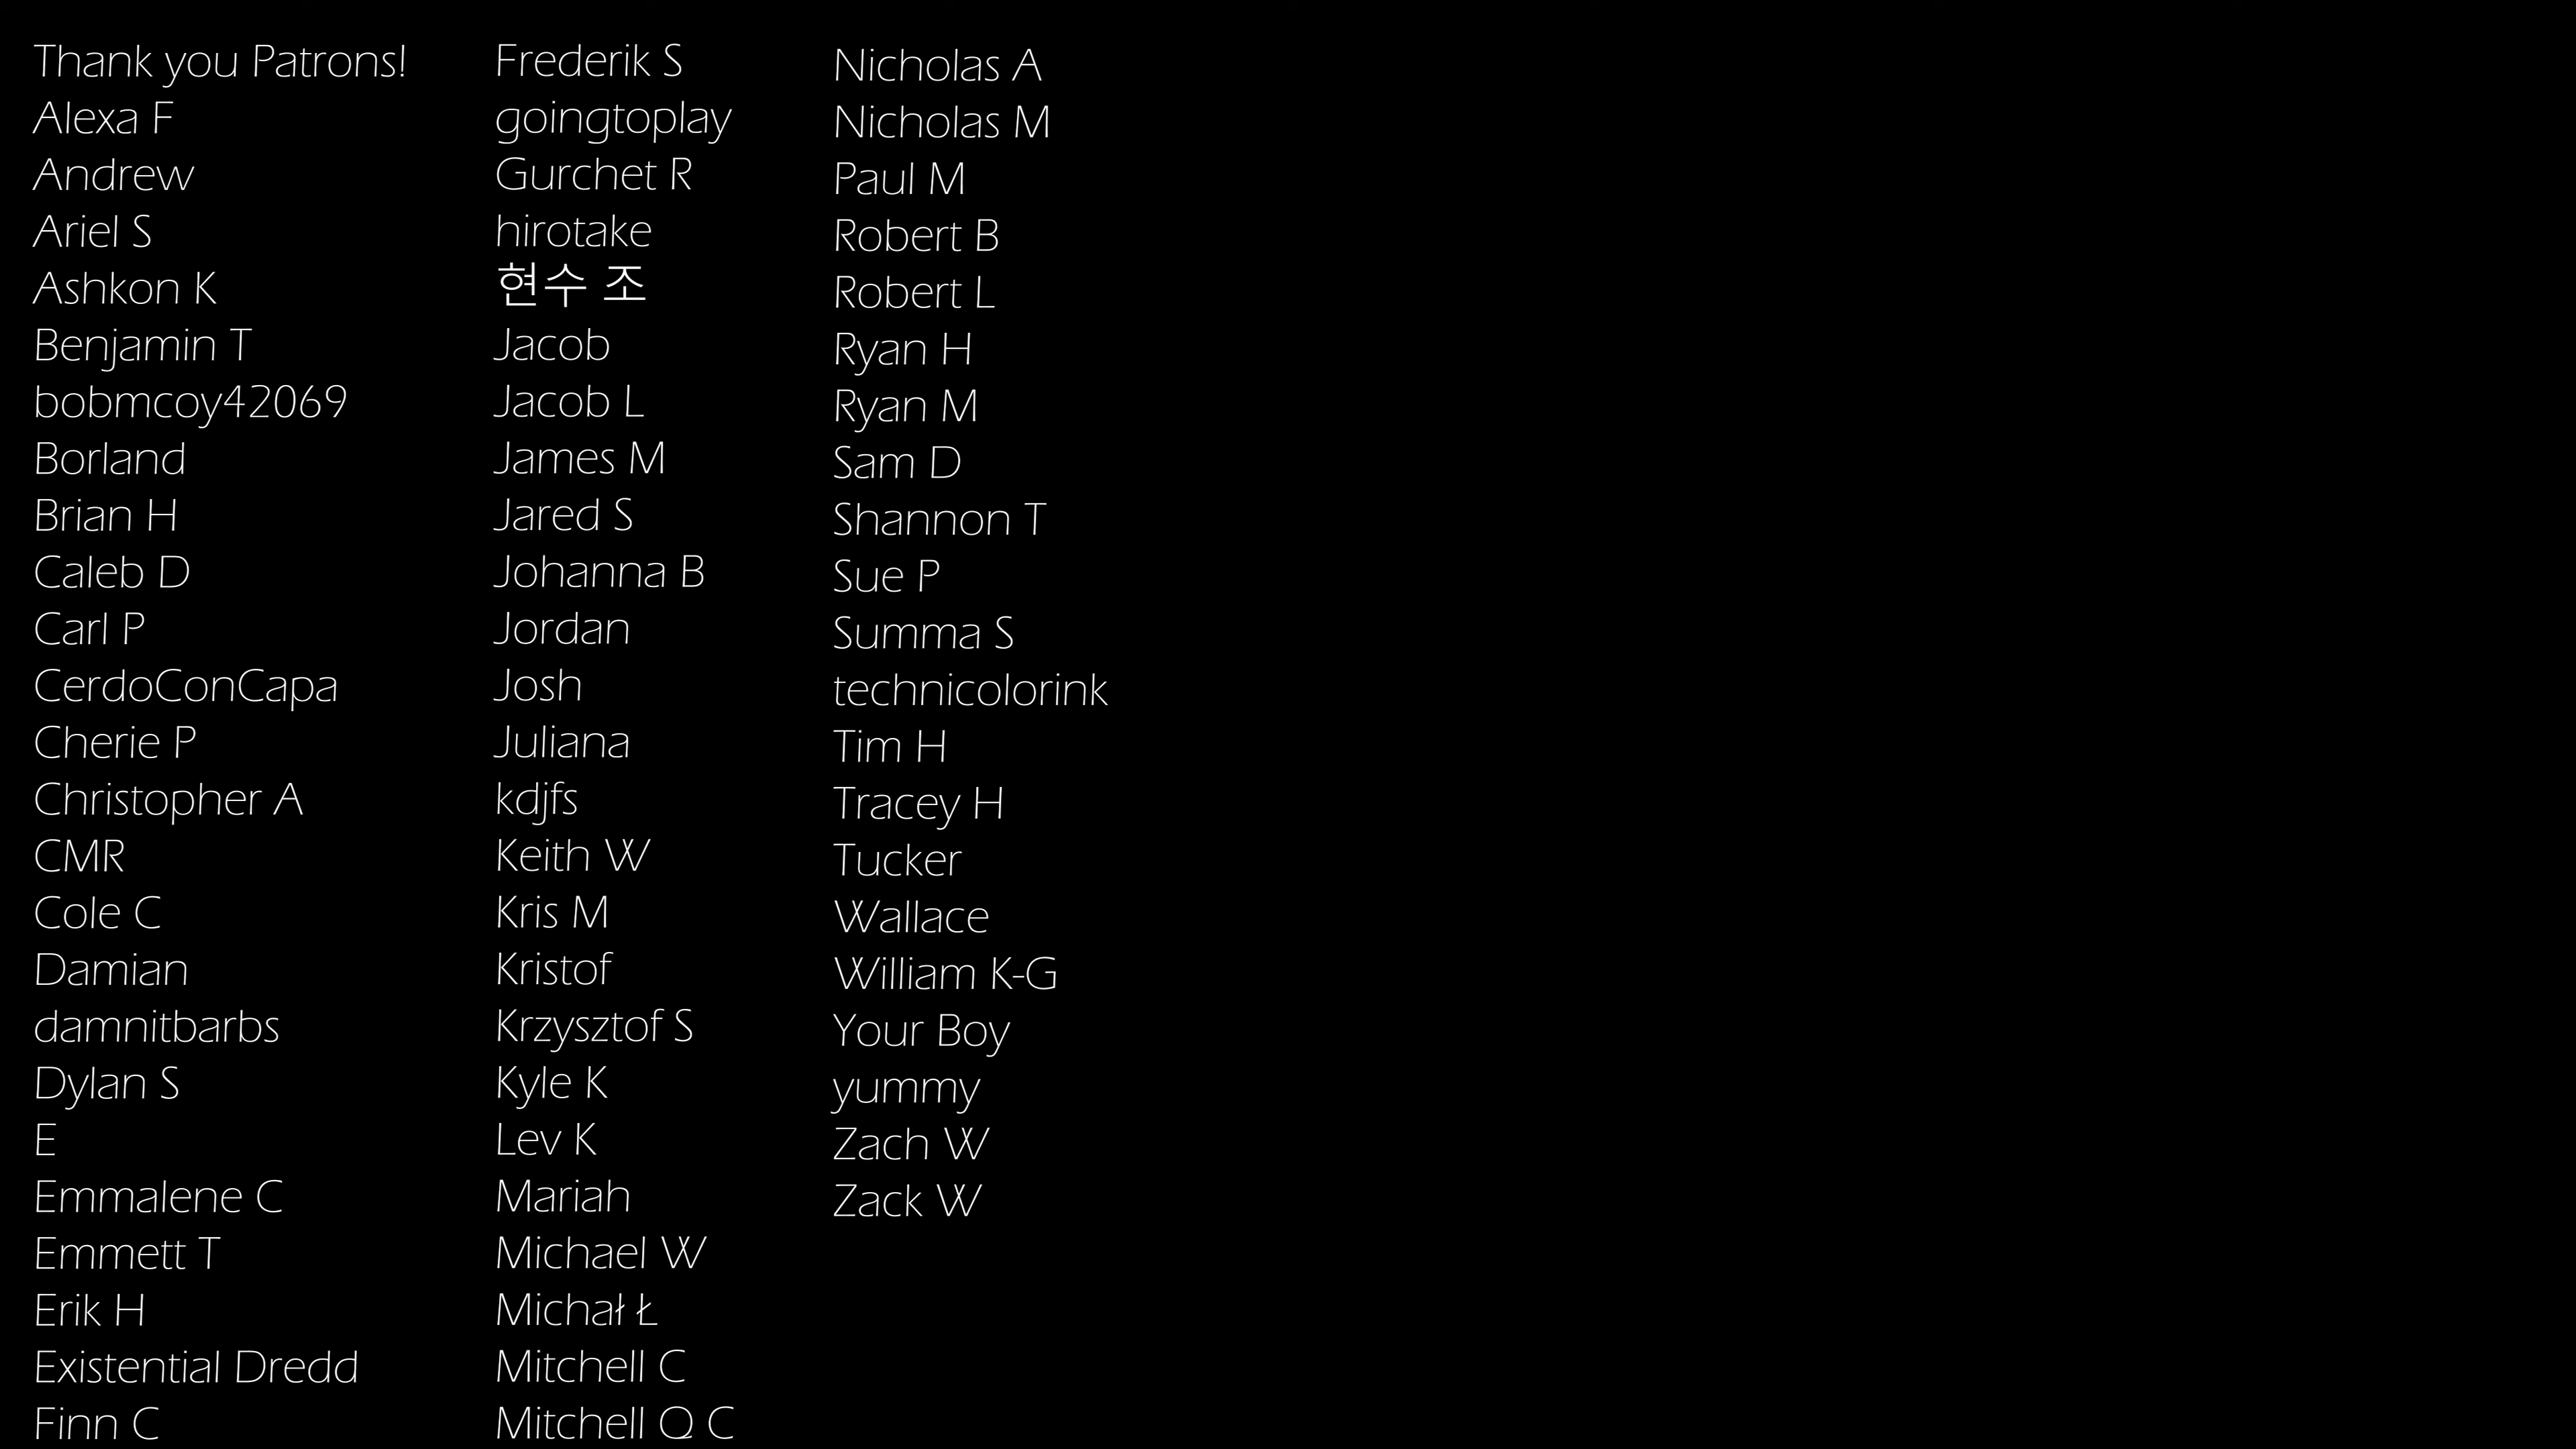 Thank you Patrons!
Alexa F
Andrew
Ariel S
Ashkon K
Benjamin T
bobmcoy42069
Borland
Brian H
Caleb D
Carl P
CerdoConCapa
Cherie P
Christopher A
CMR
Cole C
Damian
damnitbarbs
Dylan S
E
Emmalene C
Emmett T
Erik H
Existential Dredd
Finn C
Frederik S
goingtoplay
Gurchet R
hirotake
현수 조
Jacob
Jacob L
James M
Jared S
Johanna B
Jordan
Josh
Juliana
kdjfs
Keith W
Kris M
Kristof
Krzysztof S
Kyle K
Lev K
Mariah
Michael W
Michał Ł
Mitchell C
Mitchell Q C
Nicholas A
Nicholas M
Paul M
Robert B
Robert L
Ryan H
Ryan M
Sam D
Shannon T
Sue P
Summa S
technicolorink
Tim H
Tracey H
Tucker
Wallace
William K-G
Your Boy
yummy
Zach W
Zack W